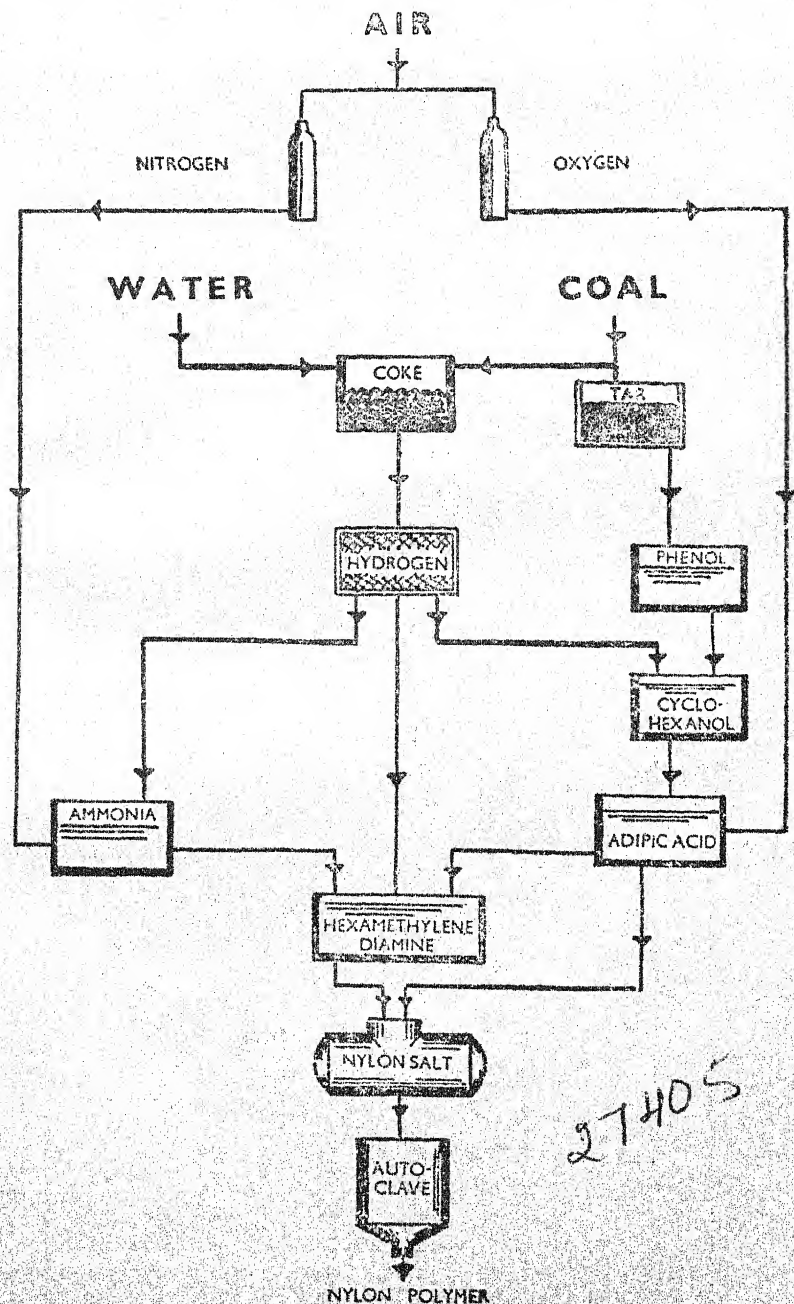 AIR
NITROGEN
OXYGEN
WATER
COAL
COKE
TAR
HYDROGEN
PHENOL
CYCLO-
HEXANOL
AMMONIA
ADIPIC ACID
HEXAMETHYLENE
DIAMINE
NYLON SALT
27405
AUTO-
CLAVE
NYLON POLYMER